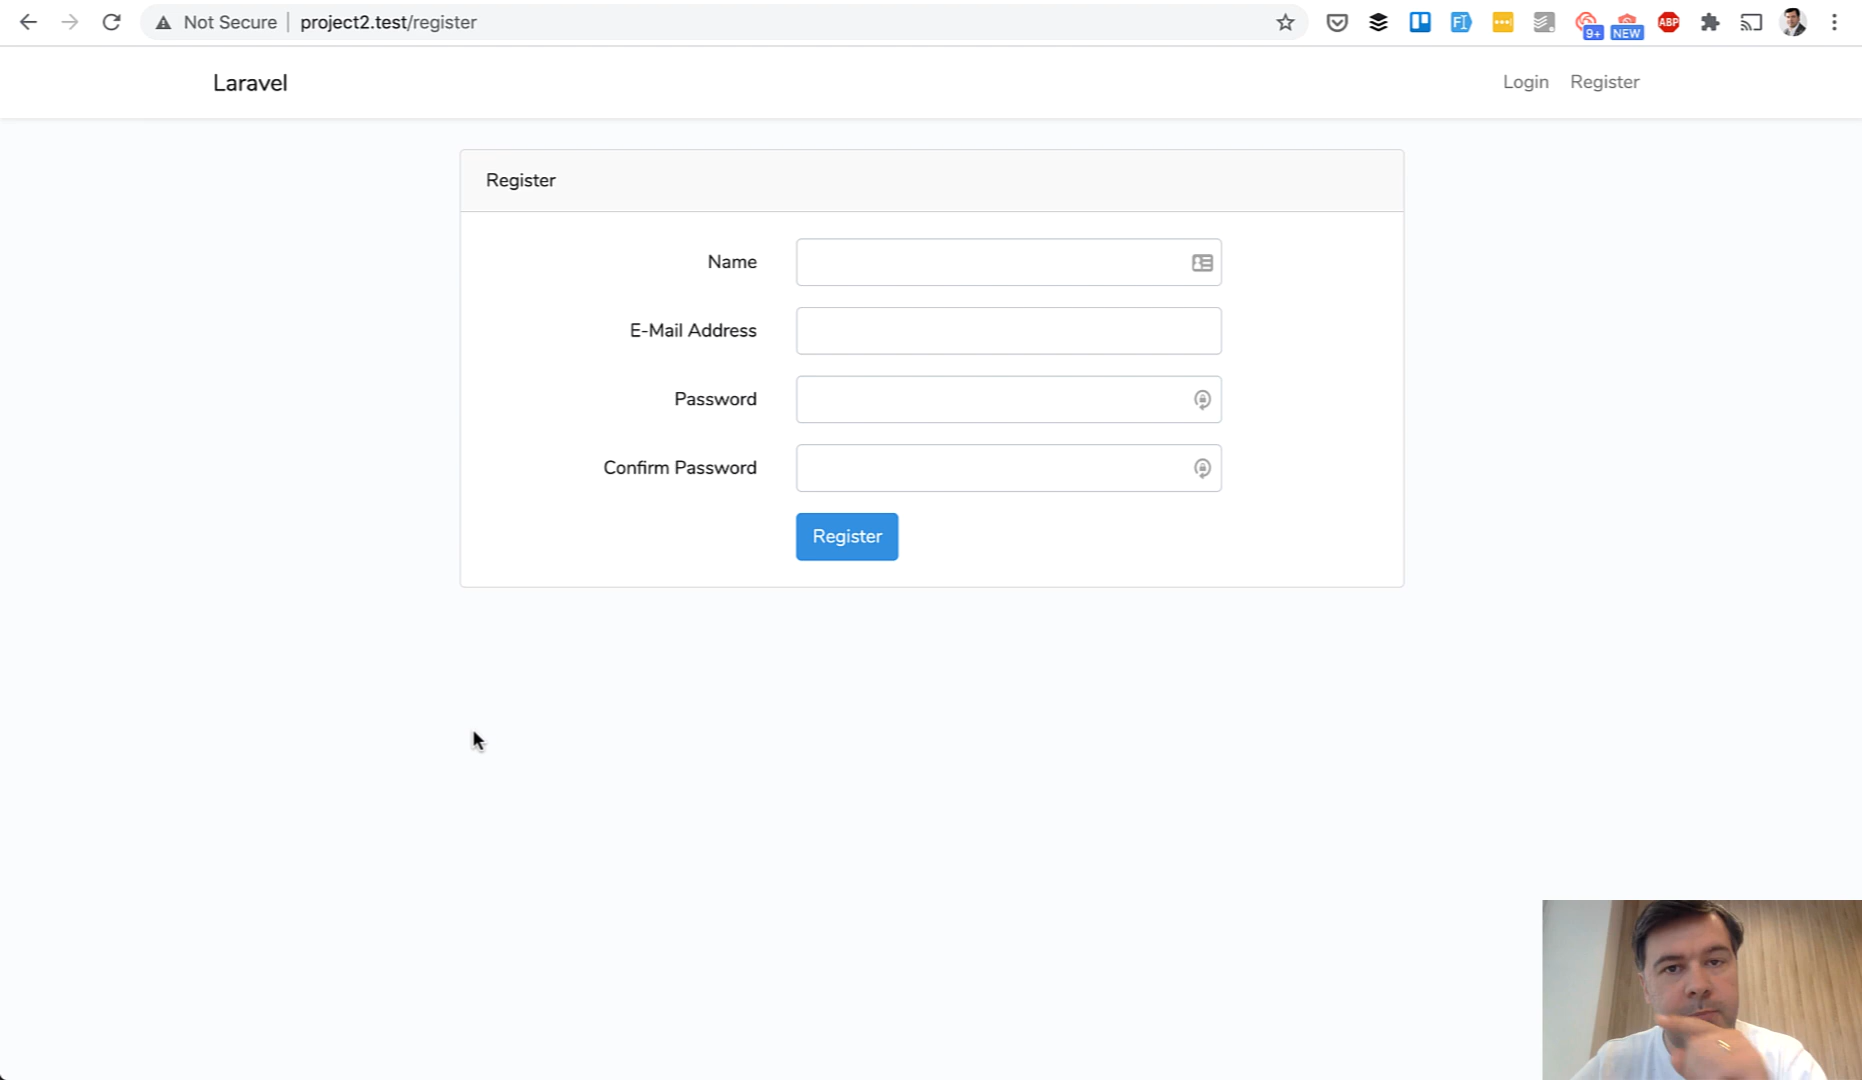 Not Secure | project2.test/register
9+
NEW
ABP
Laravel
Login
Register
Register
Name
E-Mail Address
Password
Confirm Password
Register